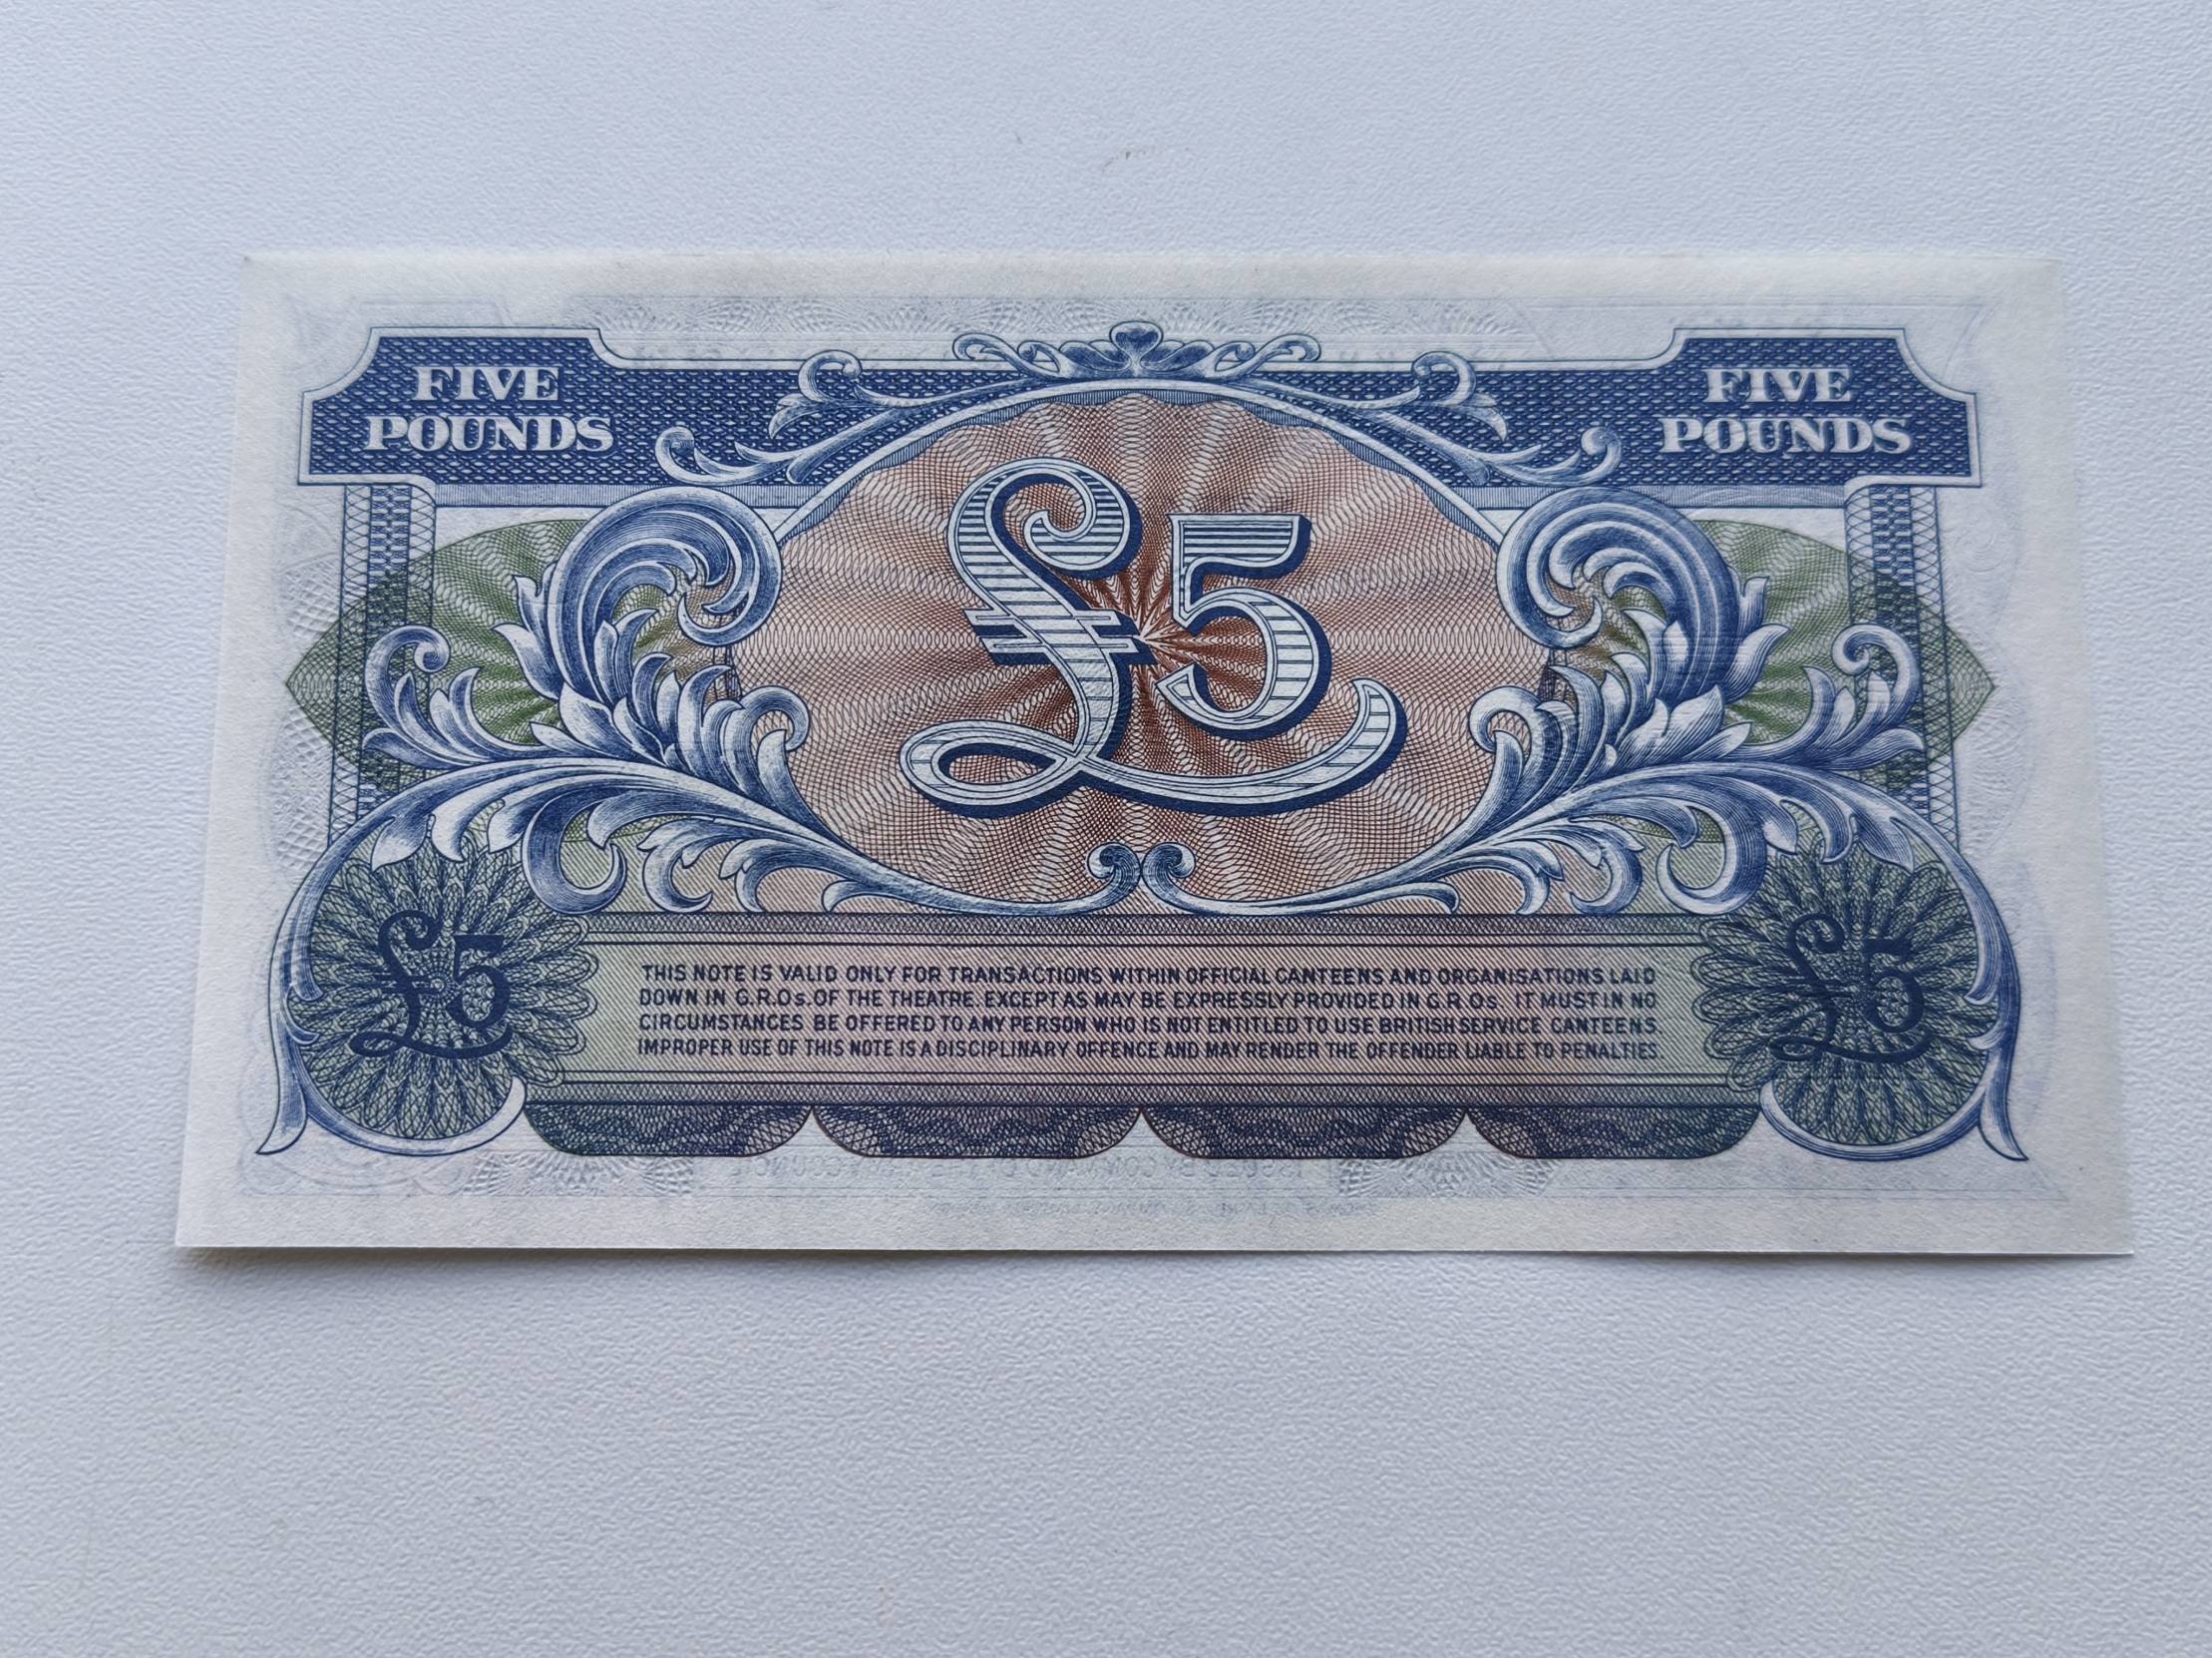 FIVE
POUNDS
FIVE
POUNDS
£5
£5
£5
THIS NOTE IS VALID ONLY FOR TRANSACTIONS WITHIN OFFICIAL CANTEENS AND ORGANISATIONS LAID
DOWN IN G.R.Os. OF THE THEATRE. EXCEPT AS MAY BE EXPRESSLY PROVIDED IN G.R.Os. IT MUST IN NO
CIRCUMSTANCES BE OFFERED TO ANY PERSON WHO IS NOT ENTITLED TO USE BRITISH SERVICE CANTEENS.
IMPROPER USE OF THIS NOTE IS A DISCIPLINARY OFFENCE AND MAY RENDER THE OFFENDER LIABLE TO PENALTIES.